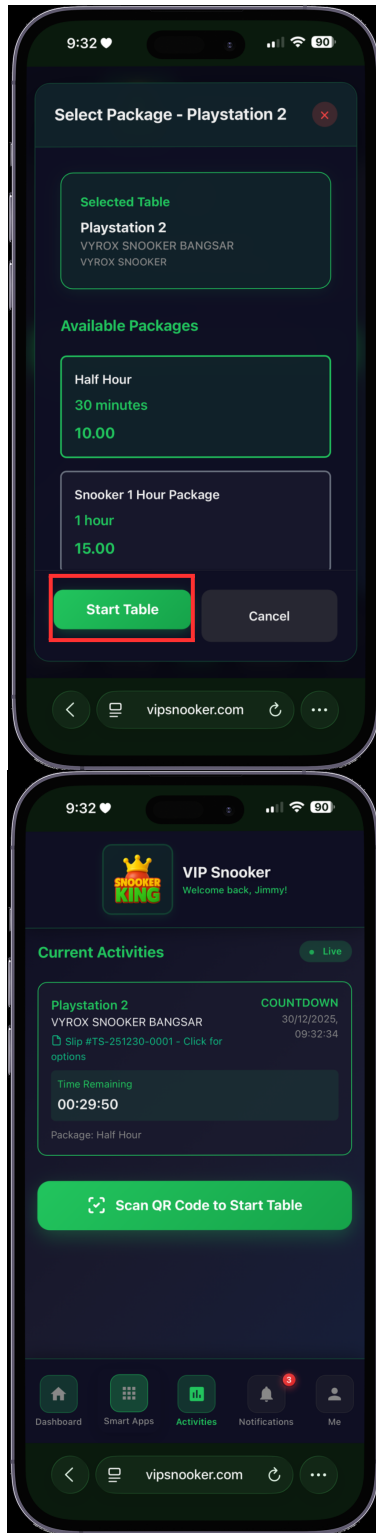 9:32
90
Select Package - Playstation 2
Selected Table
Playstation 2
VYROX SNOOKER BANGSAR
VYROX SNOOKER
Available Packages
Half Hour
30 minutes
10.00
Snooker 1 Hour Package
1 hour
15.00
Start Table
Cancel
vipsnooker.com
9:32
90
SNOOKER
KING
VIP Snooker
Welcome back, Jimmy!
Current Activities
Live
Playstation 2
COUNTDOWN
VYROX SNOOKER BANGSAR
30/12/2025,
09:32:34
Slip #TS-251230-0001 - Click for
options
Time Remaining
00:29:50
Package: Half Hour
Scan QR Code to Start Table
3
Dashboard
Smart Apps
Activities
Notifications
Me
vipsnooker.com